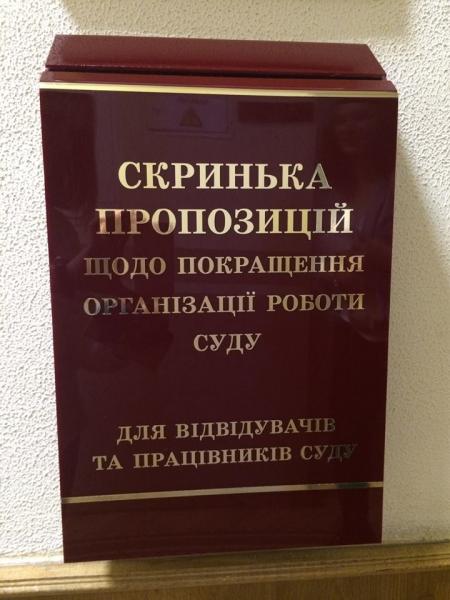 СКРИНЬКА
ПРОПОЗИЦІЙ
ЩОДО ПОКРАЩЕННЯ
ОРГАНІЗАЦІЇ РОБОТИ
СУДУ
ДЛЯ ВІДВІДУВАЧІВ
ТА ПРАЦІВНИКІВ СУДУ